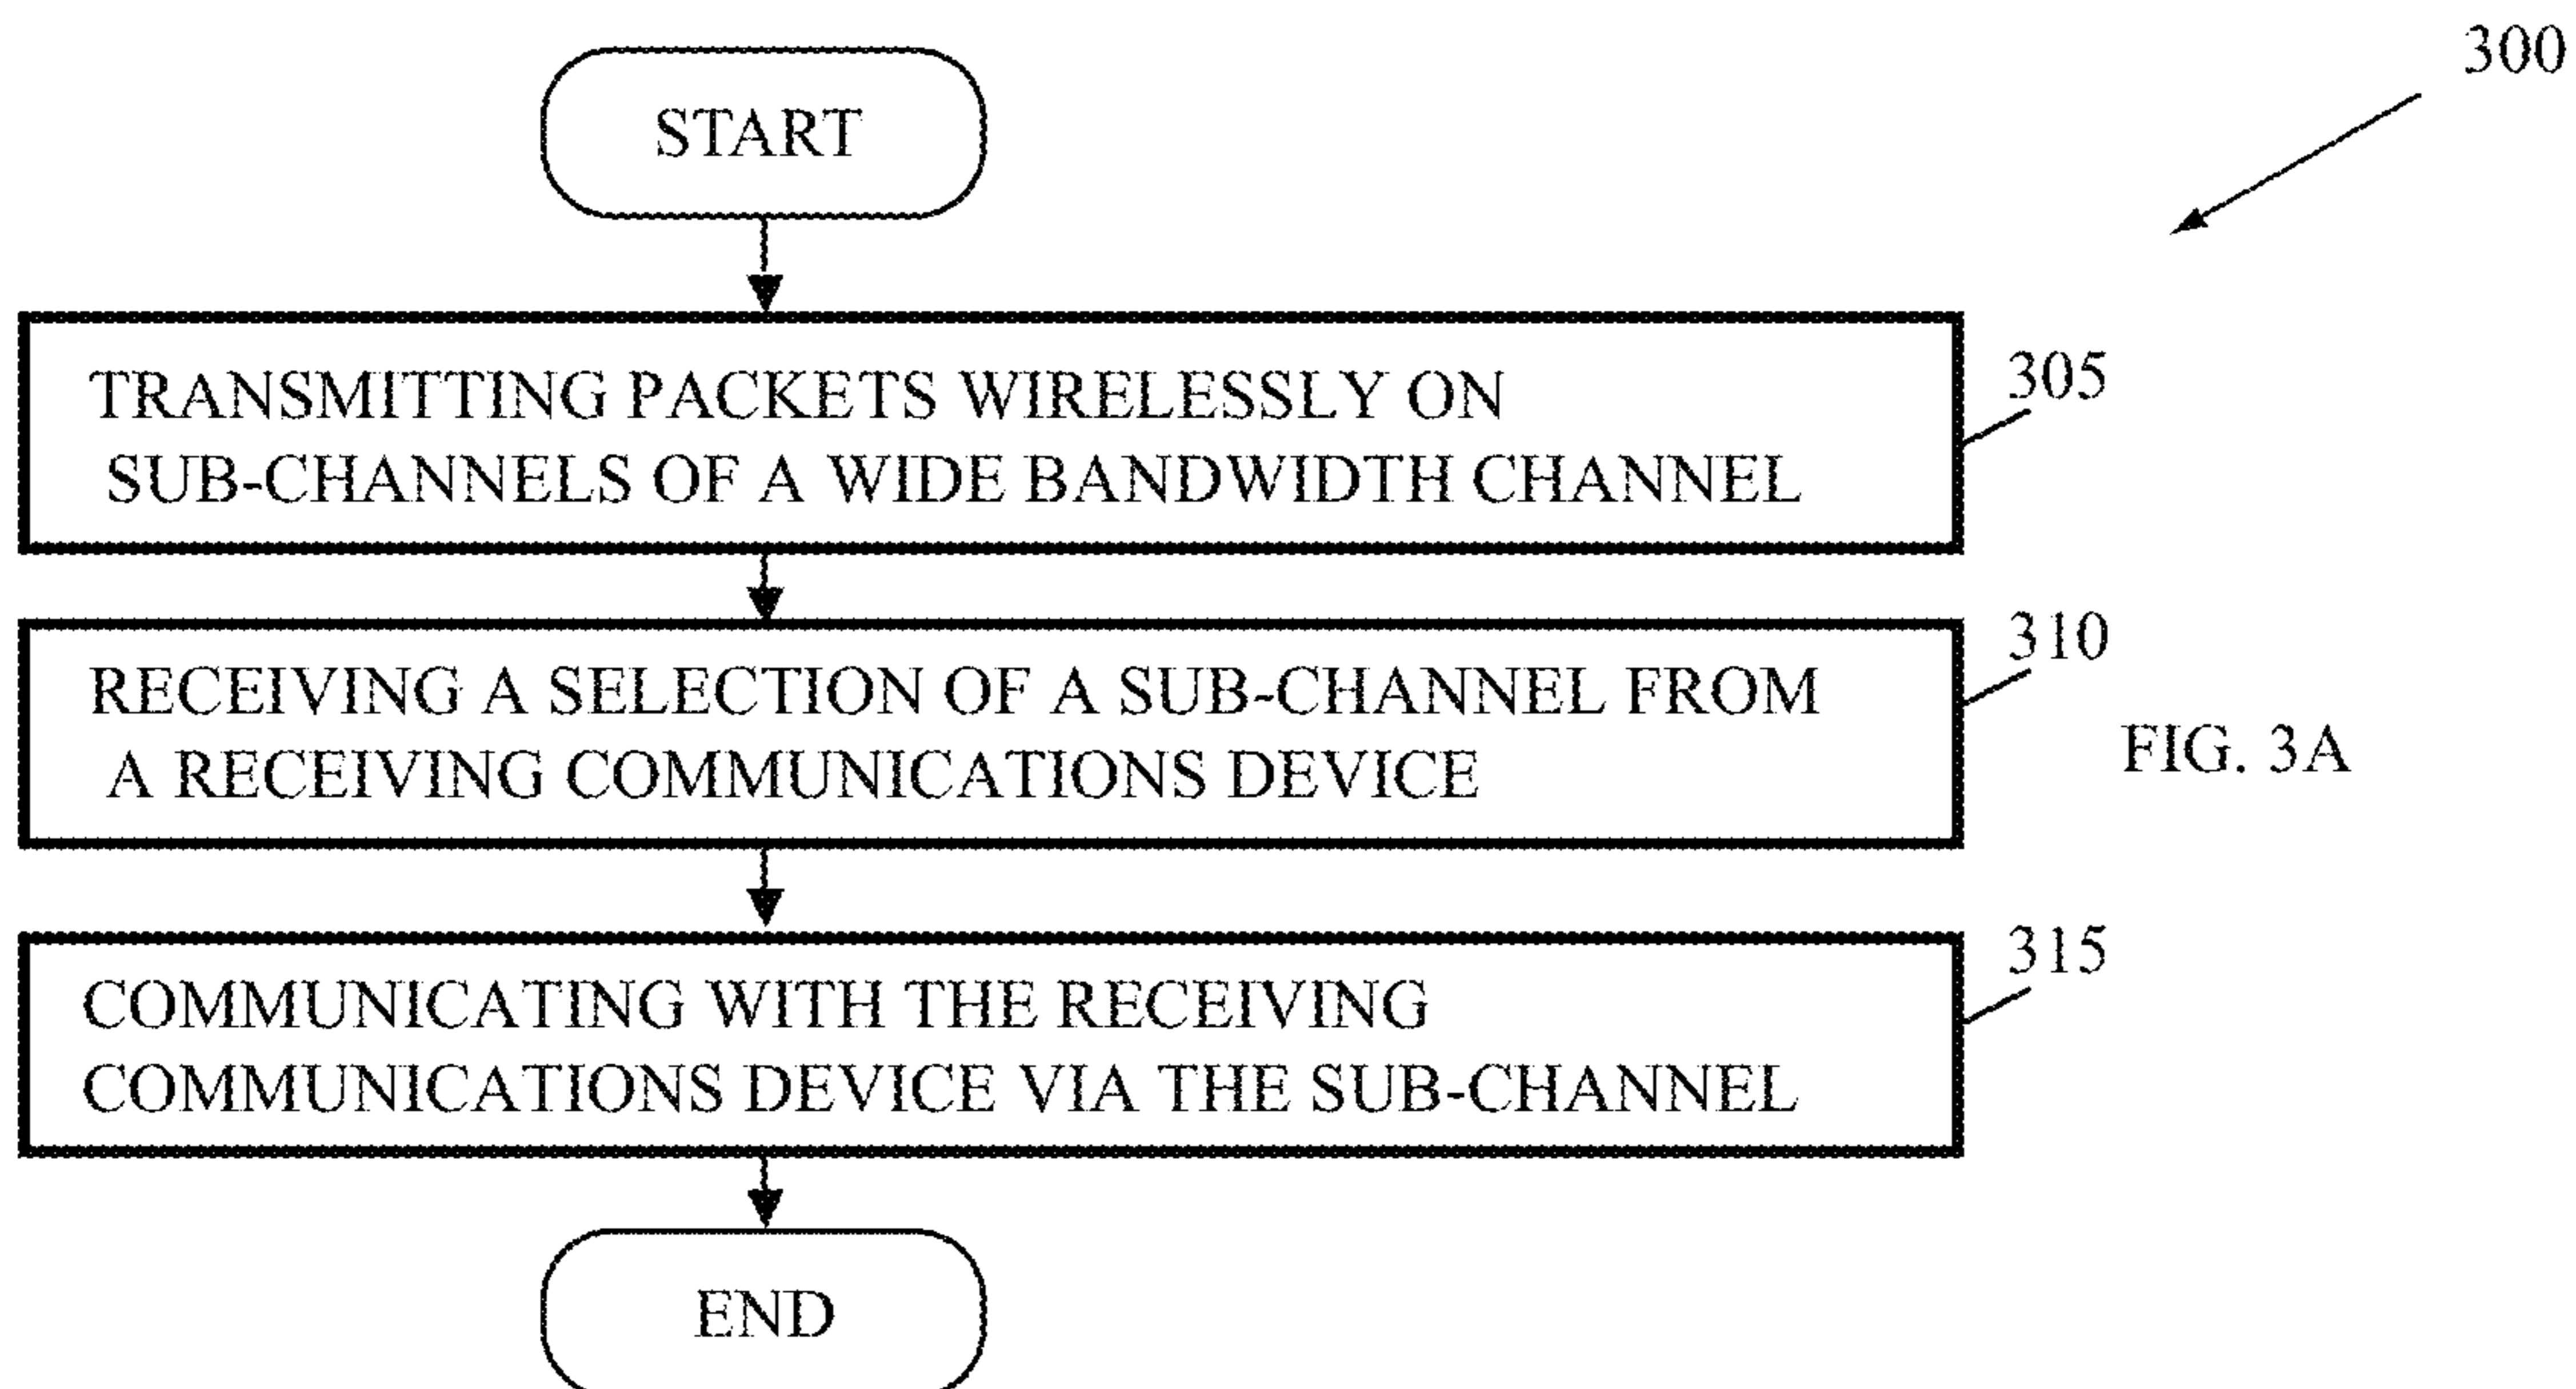 300
START
TRANSMITTING PACKETS WIRELESSLY ON
SUB-CHANNELS OF A WIDE BANDWIDTH CHANNEL
305
RECEIVING A SELECTION OF A SUB-CHANNEL FROM
A RECEIVING COMMUNICATIONS DEVICE
310
FIG. 3A
COMMUNICATING WITH THE RECEIVING
COMMUNICATIONS DEVICE VIA THE SUB-CHANNEL
315
END